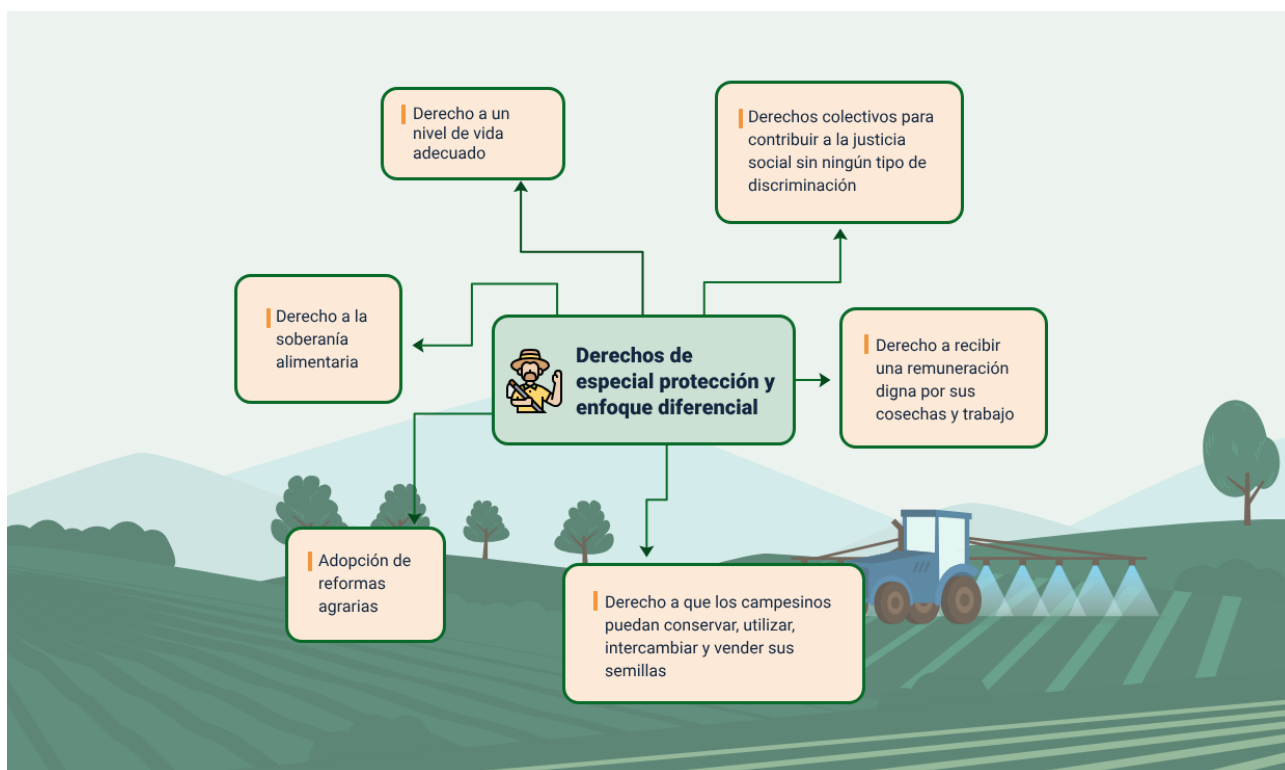 Derecho a un
nivel de vida
adecuado
Derechos colectivos para
contribuir a la justicia
social sin ningún tipo de
discriminación
Derecho a la
soberanía
alimentaria
Derechos de
especial protección y
enfoque diferencial
Derecho a recibir
una remuneración
digna por sus
cosechas y trabajo
Adopción de
reformas
agrarias
Derecho a que los campesinos
puedan conservar, utilizar,
intercambiar y vender sus
semillas